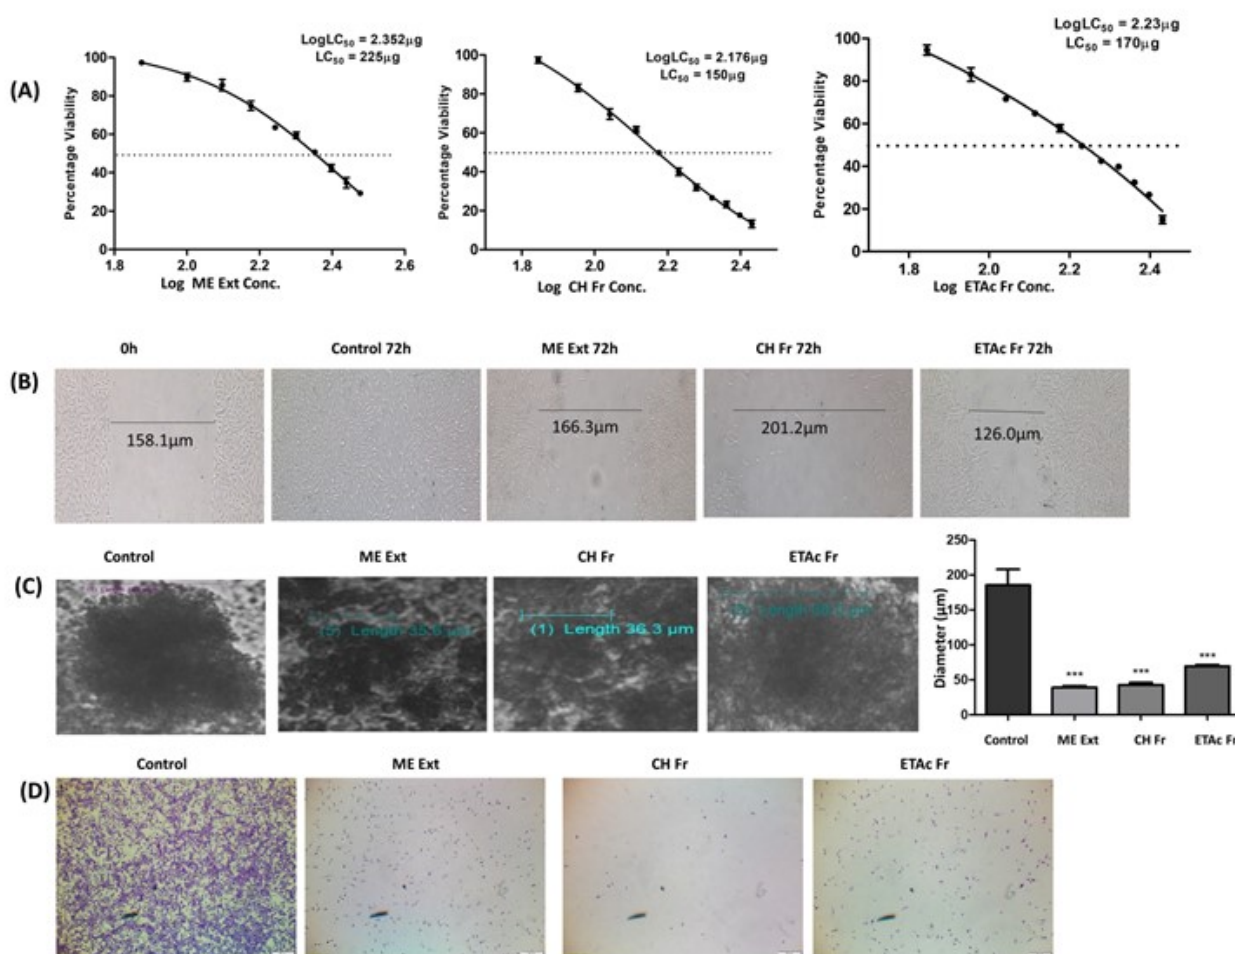 (A)
LogLC50 = 2.352µg
LC50 = 225µg
Percentage Viability
100
80
60
40
20
0
1.8 2.0 2.2 2.4 2.6
Log ME Ext Conc.
LogLC50 = 2.176µg
LC50 = 150µg
Percentage Viability
100
80
60
40
20
0
1.8 2.0 2.2 2.4
Log CH Fr Conc.
LogLC50 = 2.23µg
LC50 = 170µg
Percentage Viability
100
80
60
40
20
0
1.8 2.0 2.2 2.4
Log ETAc Fr Conc.
(B)
0h Control 72h ME Ext 72h CH Fr 72h ETAc Fr 72h
158.1µm 166.3µm 201.2µm 126.0µm
(C)
Control ME Ext CH Fr ETAc Fr
Length
(1) Length 36.3 µm
Length
Diameter (µm)
250
200
150
100
50
0
*** *** ***
Control ME Ext CH Fr ETAc Fr
(D)
Control ME Ext CH Fr ETAc Fr